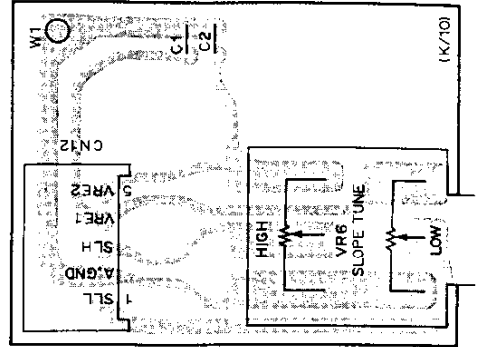 W1
C1
C2
(K/10)
CN12
5 VRE2
VRE1
SLH
A.GND
1 SLL
HIGH
VR6
SLOPE TUNE
LOW